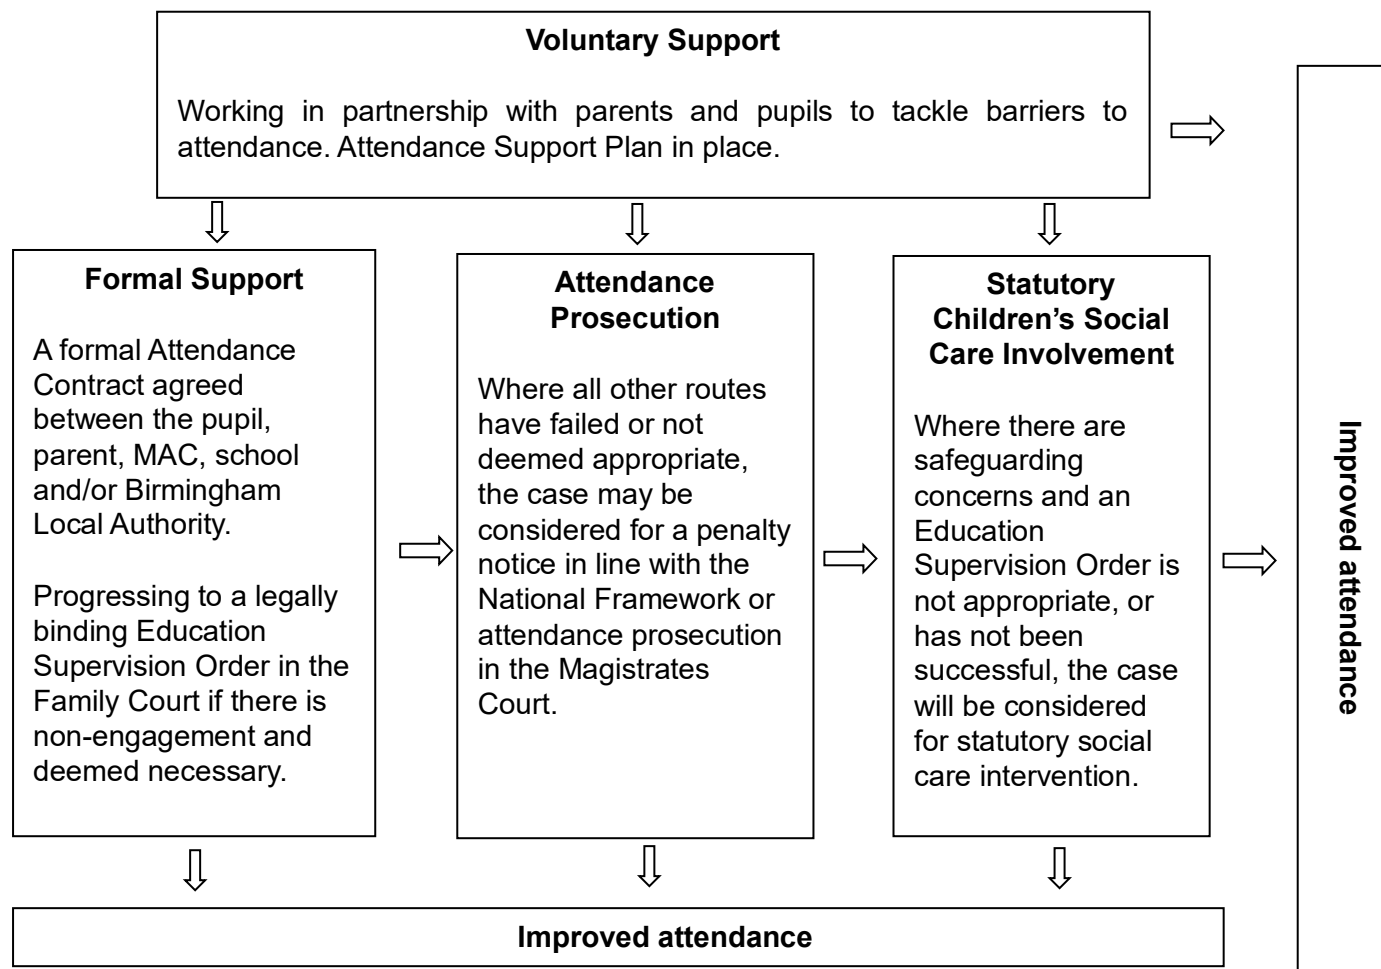 Voluntary Support
Working in partnership with parents and pupils to tackle barriers to
attendance. Attendance Support Plan in place.
Formal Support
A formal Attendance
Contract agreed
between the pupil,
parent, MAC, school
and/or Birmingham
Local Authority.
Progressing to a legally
binding Education
Supervision Order in the
Family Court if there is
non-engagement and
deemed necessary.
Attendance
Prosecution
Where all other routes
have failed or not
deemed appropriate,
the case may be
considered for a penalty
notice in line with the
National Framework or
attendance prosecution
in the Magistrates
Court.
Statutory
Children’s Social
Care Involvement
Where there are
safeguarding
concerns and an
Education
Supervision Order is
not appropriate, or
has not been
successful, the case
will be considered
for statutory social
care intervention.
Improved attendance
Improved attendance